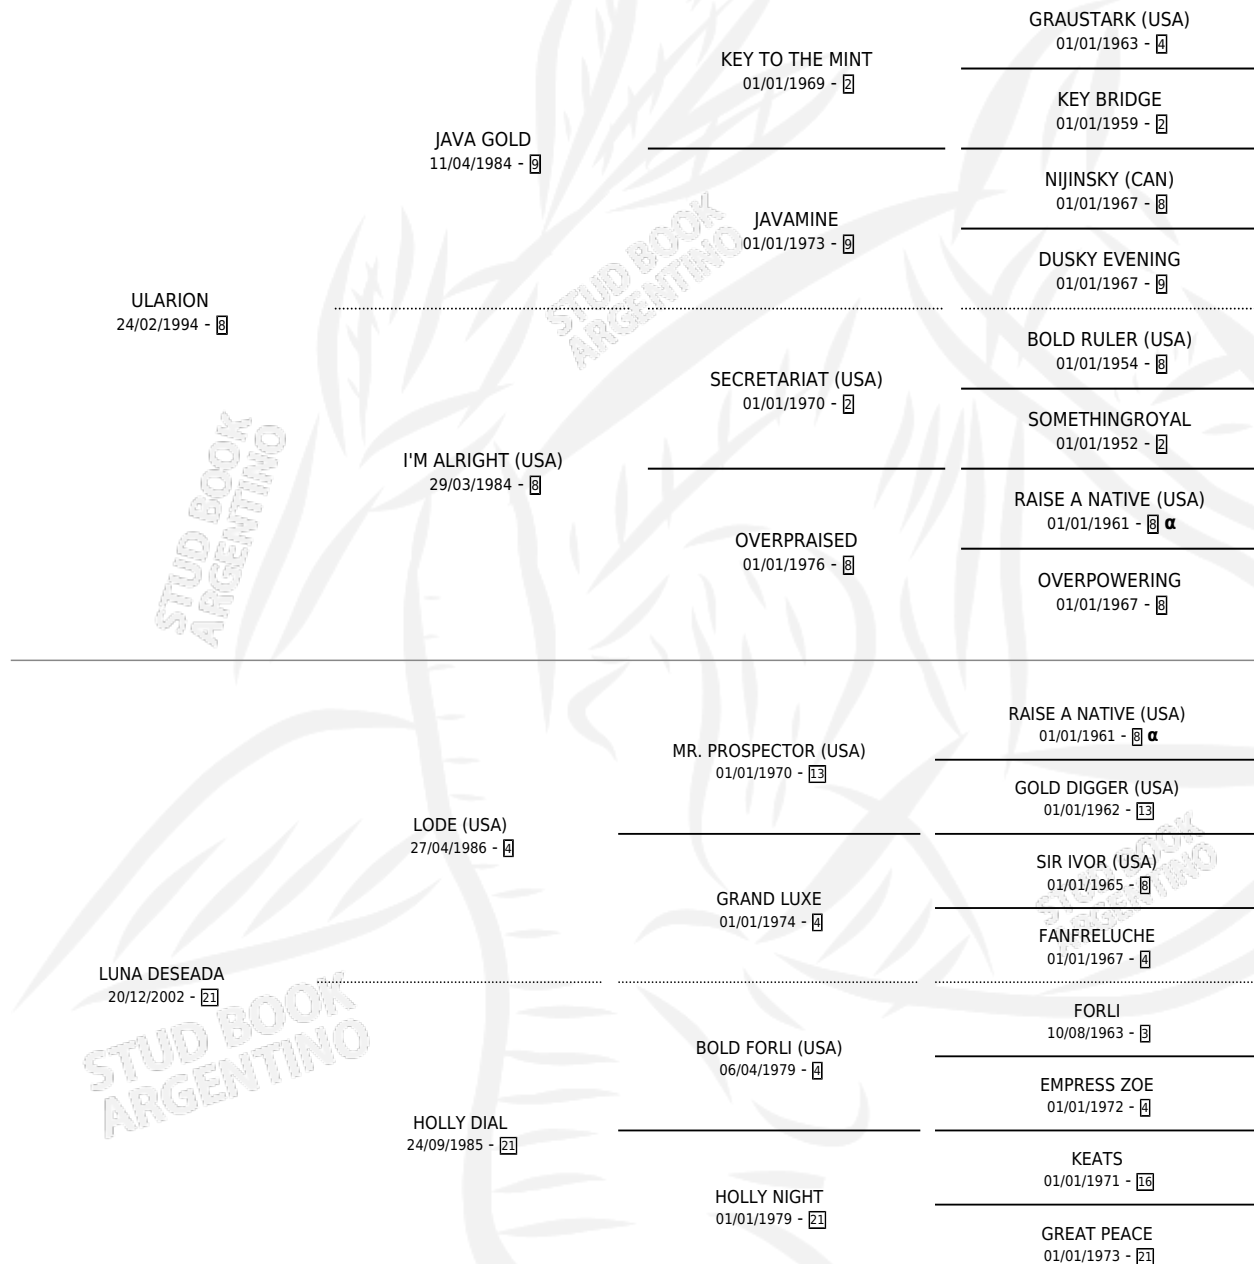 GRAUSTARK (USA)
01/01/1963 - 4
KEY TO THE MINT
01/01/1969 - 2
KEY BRIDGE
01/01/1959 - 2
JAVA GOLD
11/04/1984 - 9
NIJINSKY (CAN)
01/01/1967 - 8
JAVAMINE
01/01/1973 - 9
DUSKY EVENING
01/01/1967 - 9
ULARION
24/02/1994 - 8
BOLD RULER (USA)
01/01/1954 - 8
SECRETARIAT (USA)
01/01/1970 - 2
SOMETHINGROYAL
01/01/1952 - 2
I'M ALRIGHT (USA)
29/03/1984 - 8
RAISE A NATIVE (USA)
01/01/1961 - 8 α
OVERPRAISED
01/01/1976 - 8
OVERPOWERING
01/01/1967 - 8
RAISE A NATIVE (USA)
01/01/1961 - 8 α
MR. PROSPECTOR (USA)
01/01/1970 - 13
GOLD DIGGER (USA)
01/01/1962 - 13
LODE (USA)
27/04/1986 - 4
SIR IVOR (USA)
01/01/1965 - 8
GRAND LUXE
01/01/1974 - 4
FANFRELUCHE
01/01/1967 - 4
LUNA DESEADA
20/12/2002 - 21
FORLI
10/08/1963 - 3
BOLD FORLI (USA)
06/04/1979 - 4
EMPRESS ZOE
01/01/1972 - 4
HOLLY DIAL
24/09/1985 - 21
KEATS
01/01/1971 - 16
HOLLY NIGHT
01/01/1979 - 21
GREAT PEACE
01/01/1973 - 21
STUD BOOK
ARGENTINO
STUD BOOK
ARGENTINO
STUD BOOK
ARGENTINO
STUD BOOK
ARGENTINO